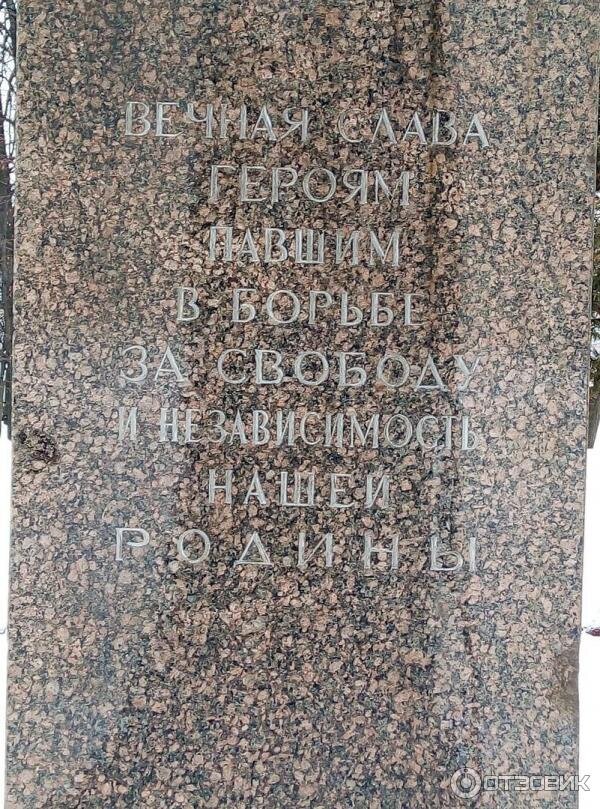 ВЕЧНАЯ СЛАВА
ГЕРОЯМ
ПАВШИМ
В БОРЬБЕ
ЗА СВОБОДУ
И НЕЗАВИСИМОСТЬ
НАШЕЙ
РОДИНЫ
ОТЗОВИК